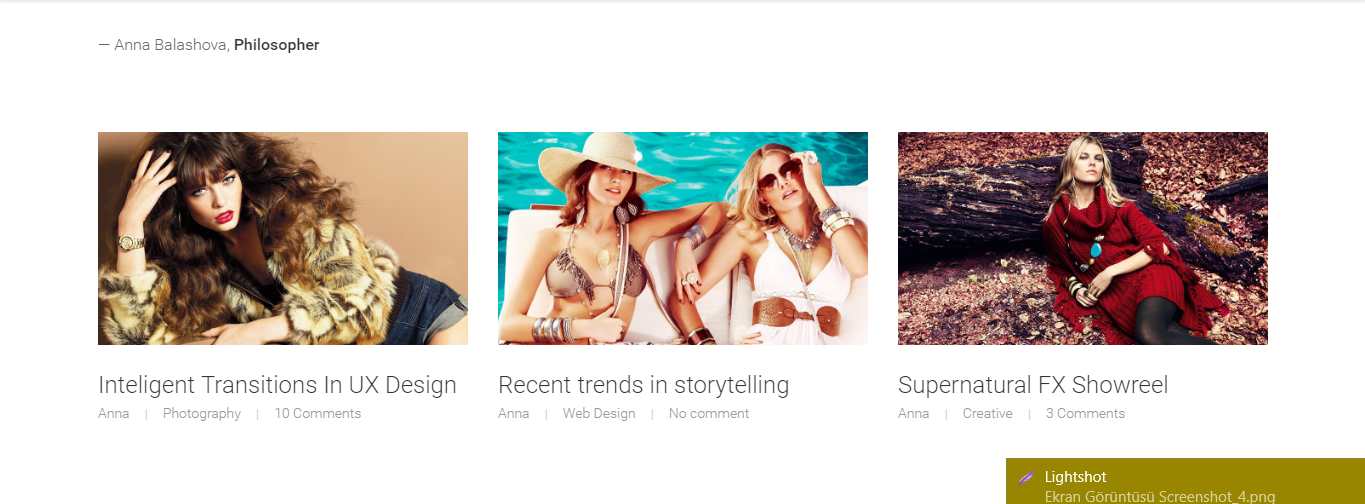 — Anna Balashova, Philosopher
Inteligent Transitions In UX Design
Anna | Photography | 10 Comments
Recent trends in storytelling
Anna | Web Design | No comment
Supernatural FX Showreel
Anna | Creative | 3 Comments
Lightshot
Ekran Görüntüsü Screenshot_4.png